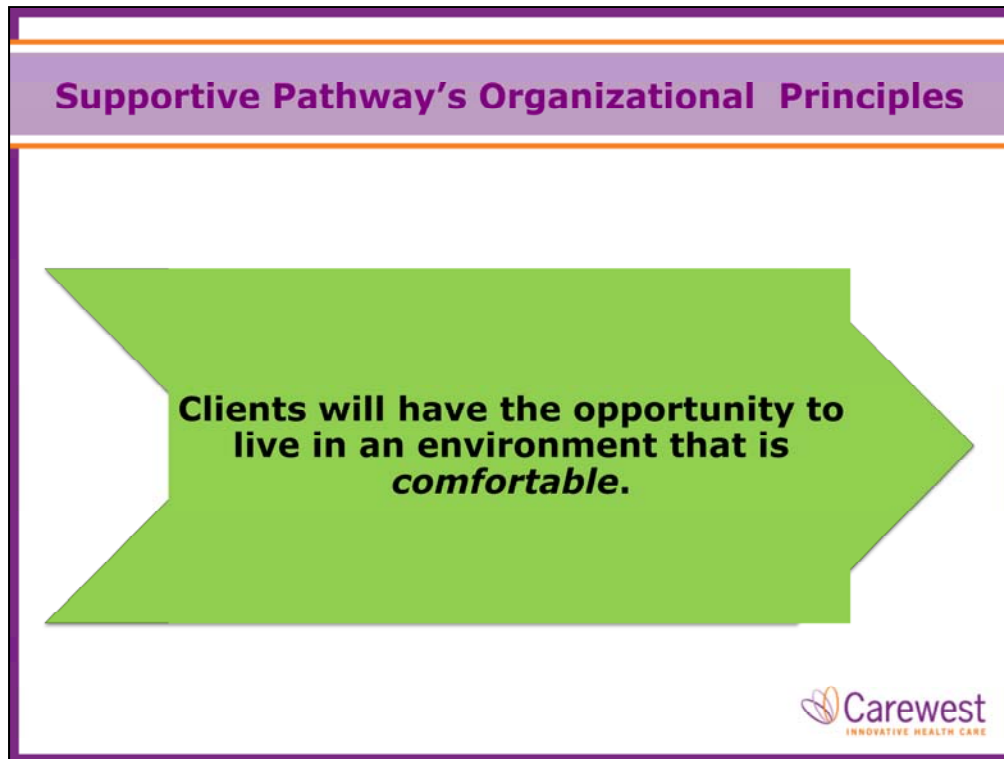 Supportive Pathway’s Organizational  Principles
Clients will have the opportunity to
live in an environment that is
comfortable.
Carewest
INNOVATIVE HEALTH CARE